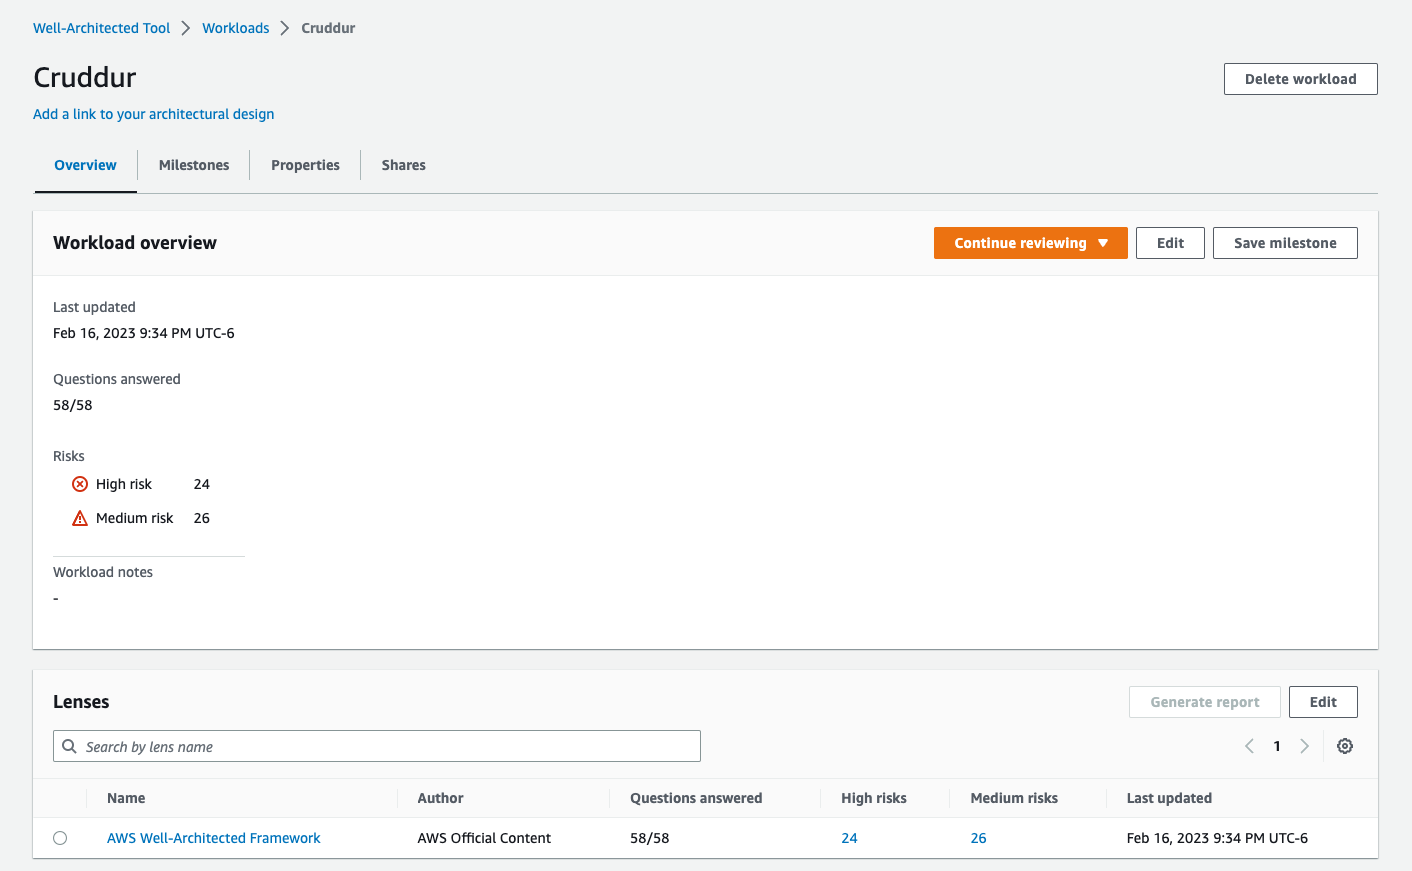 Well-Architected Tool > Workloads > Cruddur
Cruddur
Delete workload
Add a link to your architectural design
Overview Milestones Properties Shares
Workload overview
Continue reviewing ▼ Edit Save milestone
Last updated
Feb 16, 2023 9:34 PM UTC-6
Questions answered
58/58
Risks
High risk 24
Medium risk 26
Workload notes
-
Lenses
Generate report Edit
Search by lens name
< 1 >
Name Author Questions answered High risks Medium risks Last updated
AWS Well-Architected Framework AWS Official Content 58/58 24 26 Feb 16, 2023 9:34 PM UTC-6